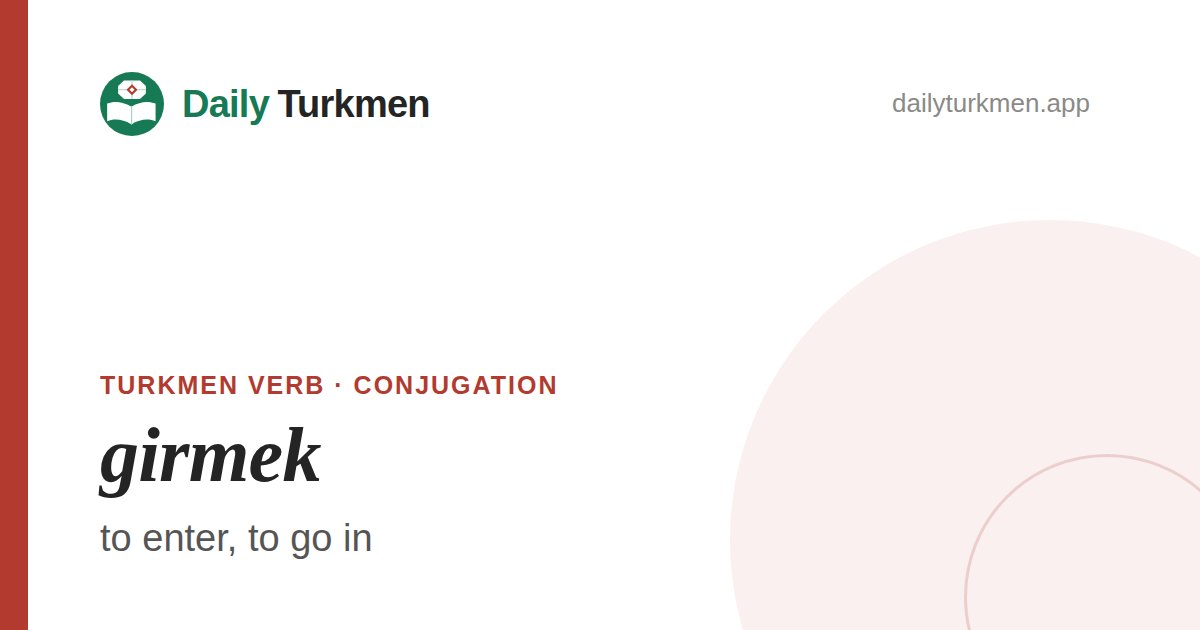 Daily Turkmen
dailyturkmen.app
TURKMEN VERB · CONJUGATION
girmek
to enter, to go in